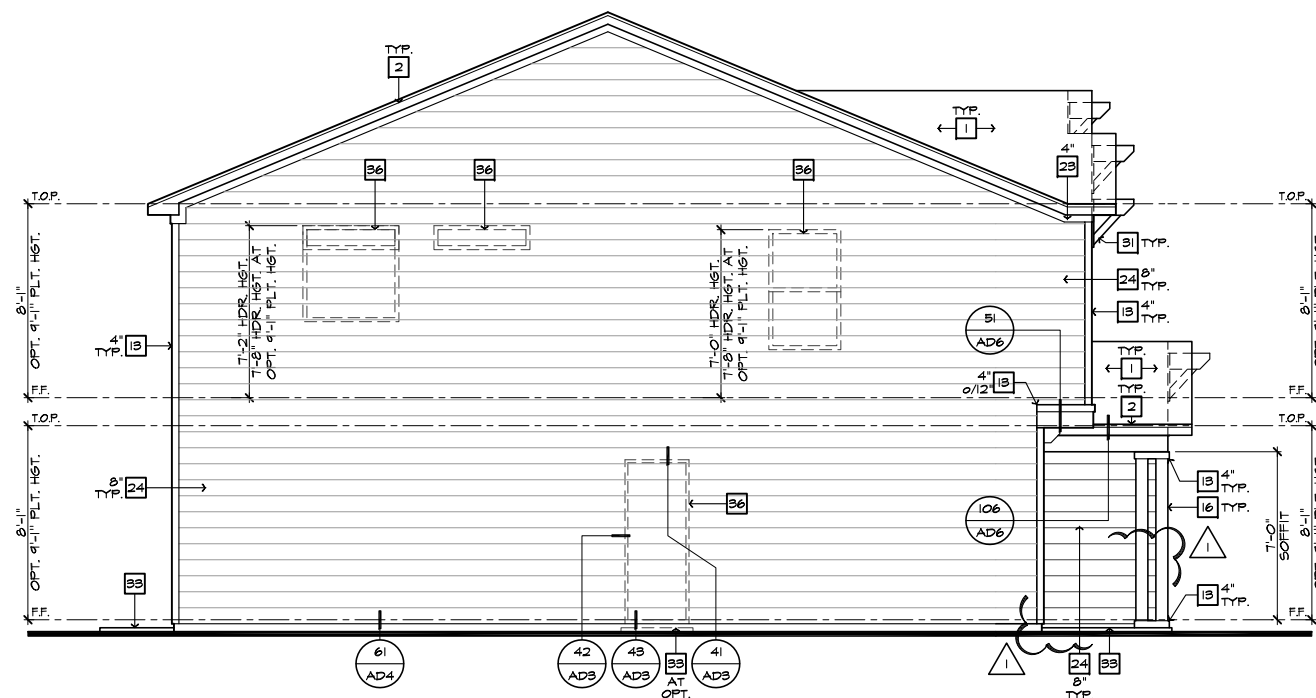 TYP.
2
TYP.
1
4"
23
36
36
36
T.O.P.
T.O.P.
8'-1"
OPT. 9'-1" PLT. HGT.
7'-2" HDR. HGT.
7'-8" HDR. HGT. AT
OPT. 9'-1" PLT. HGT.
7'-0" HDR. HGT.
7'-8" HDR. HGT. AT
OPT. 9'-1" PLT. HGT.
31 TYP.
24 8"
TYP.
13 4"
TYP.
8'-1"
4"
TYP. 13
51
AD6
TYP.
1
TYP.
2
4"
0/12" 13
F.F.
F.F.
T.O.P.
T.O.P.
8'-1"
OPT. 9'-1" PLT. HGT.
8"
TYP. 24
36
106
AD6
13 4"
TYP.
16 TYP.
7'-0"
SOFFIT
8'-1"
1
13 4"
TYP.
33
F.F.
F.F.
61
AD4
42
AD3
43
AD3
33
AT
OPT.
41
AD3
1
24
8"
TYP
33